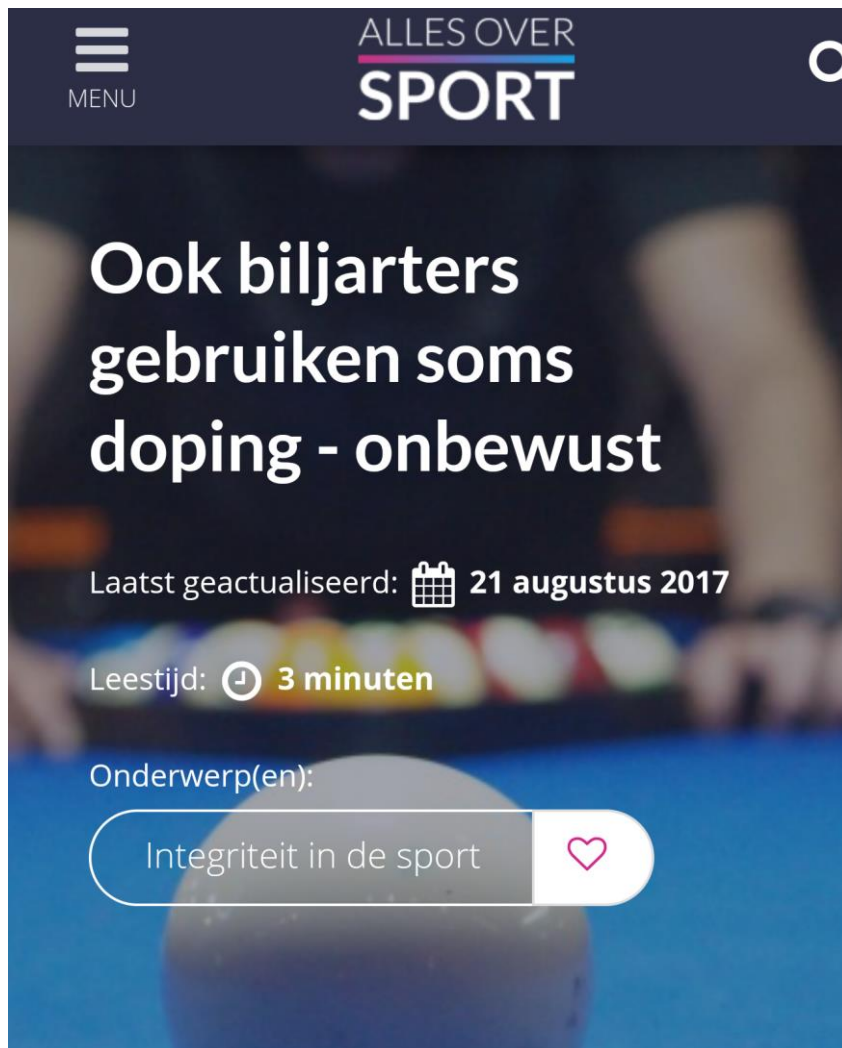 MENU
ALLES OVER
SPORT
Ook biljarters
gebruiken soms
doping - onbewust
Laatst geactualiseerd: 21 augustus 2017
Leestijd: 3 minuten
Onderwerp(en):
Integriteit in de sport